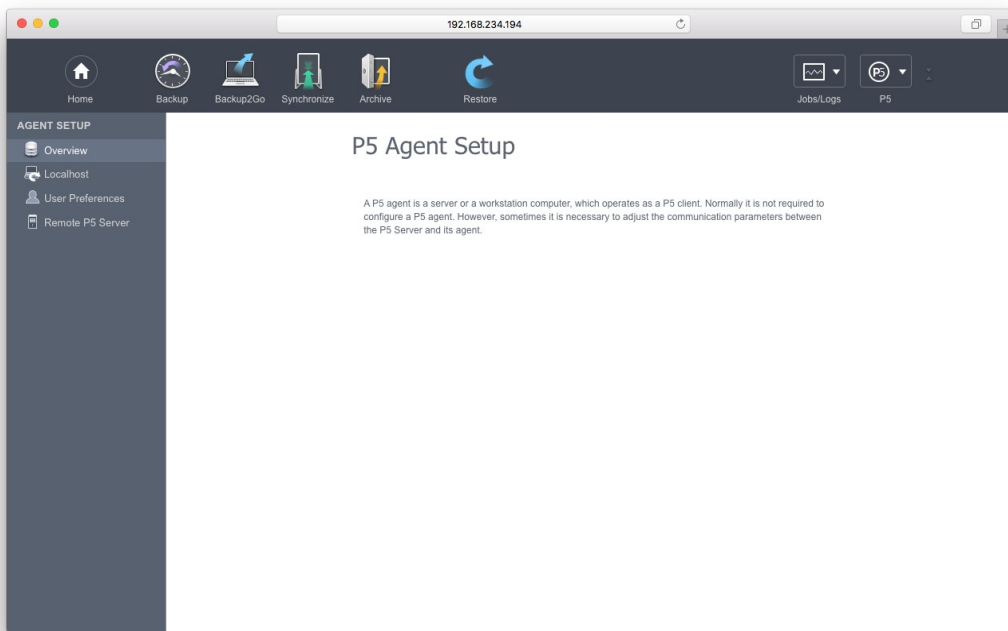 192.168.234.194
Home
Backup
Backup2Go
Synchronize
Archive
Restore
Jobs/Logs
P5
P5
AGENT SETUP
Overview
Localhost
User Preferences
Remote P5 Server
P5 Agent Setup
A P5 agent is a server or a workstation computer, which operates as a P5 client. Normally it is not required to
configure a P5 agent. However, sometimes it is necessary to adjust the communication parameters between
the P5 Server and its agent.